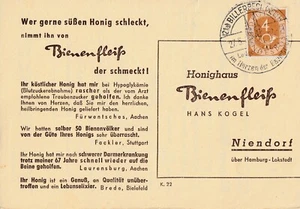 Wer gerne süßen Honig schleckt,
nimmt ihn von
Bienenfleiß
der schmeckt!
Ihr köstlicher Honig hat mir bei Hypoglykämie
(Blutzuckerabnahme) rascher als der vom Arzt
empfohlene Traubenzucker geholfen. Ich danke
Ihnen von Herzen, daß Sie mir den herrlichen,
heilbringenden Honig geliefert haben.
Fürwentsches, Aachen
Wir hatten selber 50 Bienenvölker und sind
von der Güte Ihres Honigs sehr überrascht.
Fackler, Stuttgart
Ihr Honig hat mir nach schwerer Darmerkrankung
trotz meiner 67 Jahre schnell wieder auf die
Beine geholfen. Laurensburg, Aachen
Ihr Honig ist ein Genuß, an Qualität unüber-
troffen und ein Lebenselixier. Brede, Bielefeld
im Herzen der
Honighaus
Bienenfleiß
HANS KOGEL
Niendorf
über Hamburg-Lokstedt
K. 22